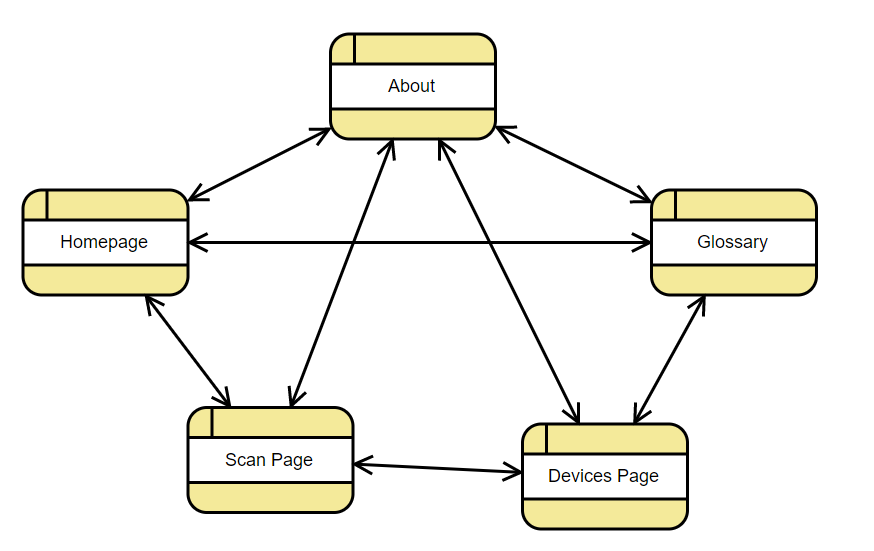 About
Homepage
Glossary
Scan Page
Devices Page